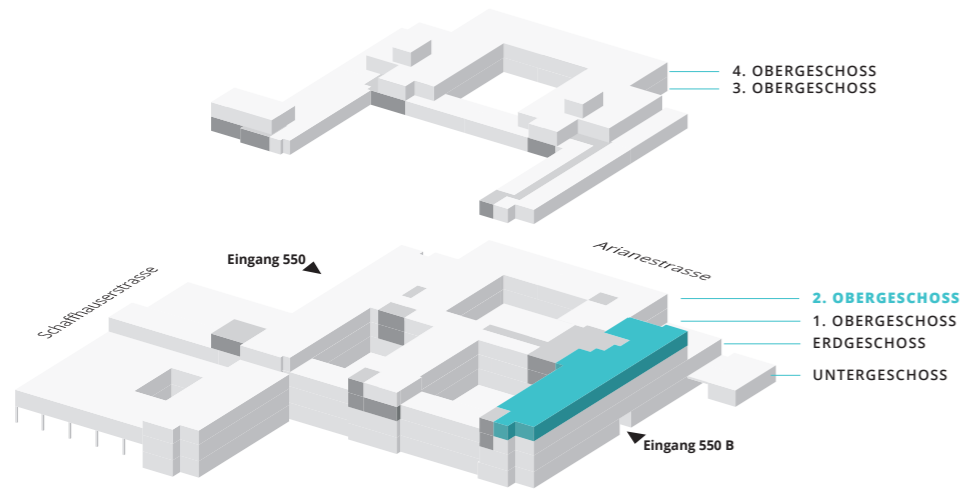 4. OBERGESCHOSS
3. OBERGESCHOSS
Eingang 550
Arianestrasse
Schaffhauserstrasse
2. OBERGESCHOSS
1. OBERGESCHOSS
ERDGESCHOSS
UNTERGESCHOSS
Eingang 550 B